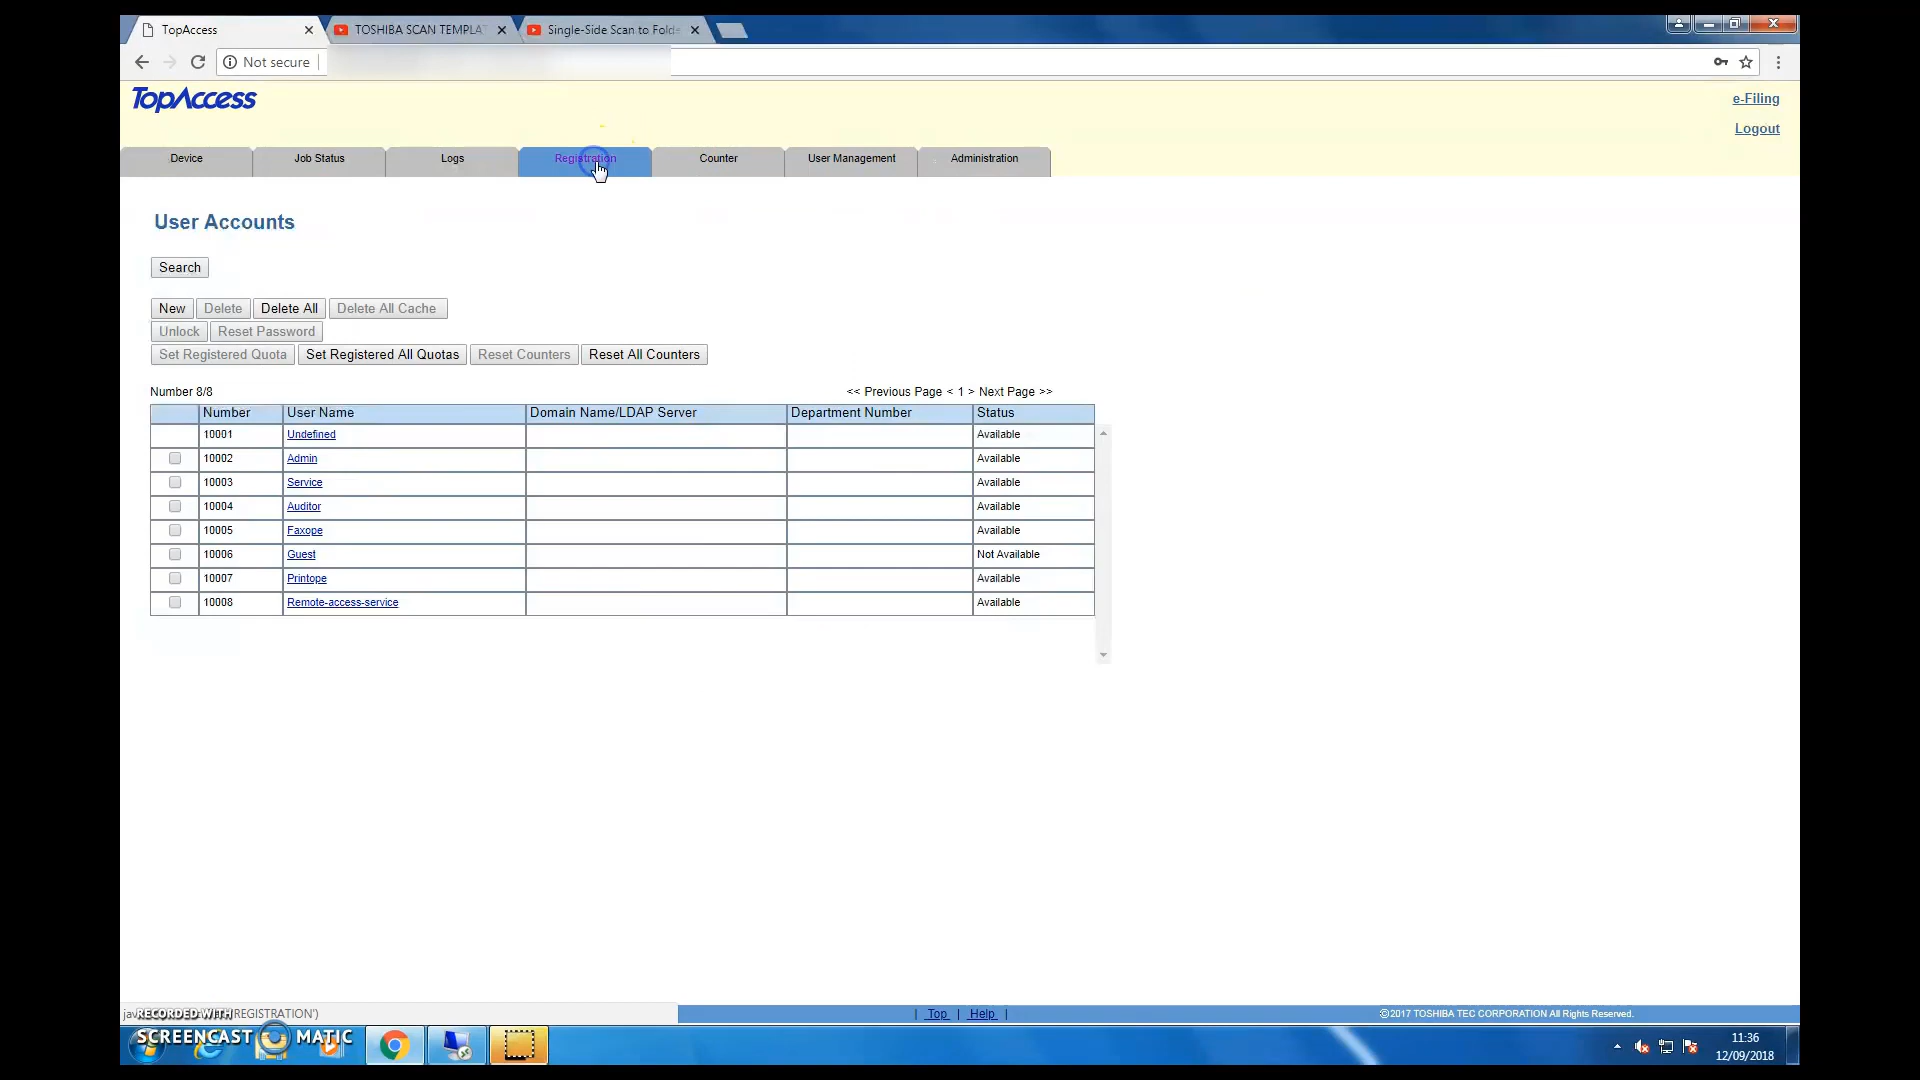 TopAccess
TOSHIBA SCAN TEMPLAT
Single-Side Scan to Fold
Not secure
TopAccess
e-Filing
Logout
Device
Job Status
Logs
Registration
Counter
User Management
Administration
User Accounts
Search
New
Delete
Delete All
Delete All Cache
Unlock
Reset Password
Set Registered Quota
Set Registered All Quotas
Reset Counters
Reset All Counters
Number 8/8
<< Previous Page < 1 > Next Page >>
Number User Name Domain Name/LDAP Server Department Number Status
10001 Undefined Available
10002 Admin Available
10003 Service Available
10004 Auditor Available
10005 Faxope Available
10006 Guest Not Available
10007 Printope Available
10008 Remote-access-service Available
REGISTRATION')
| Top | Help |
©2017 TOSHIBA TEC CORPORATION All Rights Reserved.
RECORDED WITH
SCREENCAST MATIC
11:36
12/09/2018